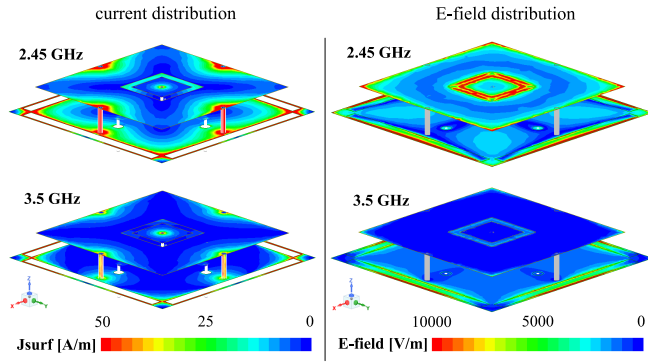 current distribution
E-field distribution
2.45 GHz
2.45 GHz
3.5 GHz
3.5 GHz
Z
X
Y
Z
X
Y
50
25
0
10000
5000
0
Jsurf [A/m]
E-field [V/m]